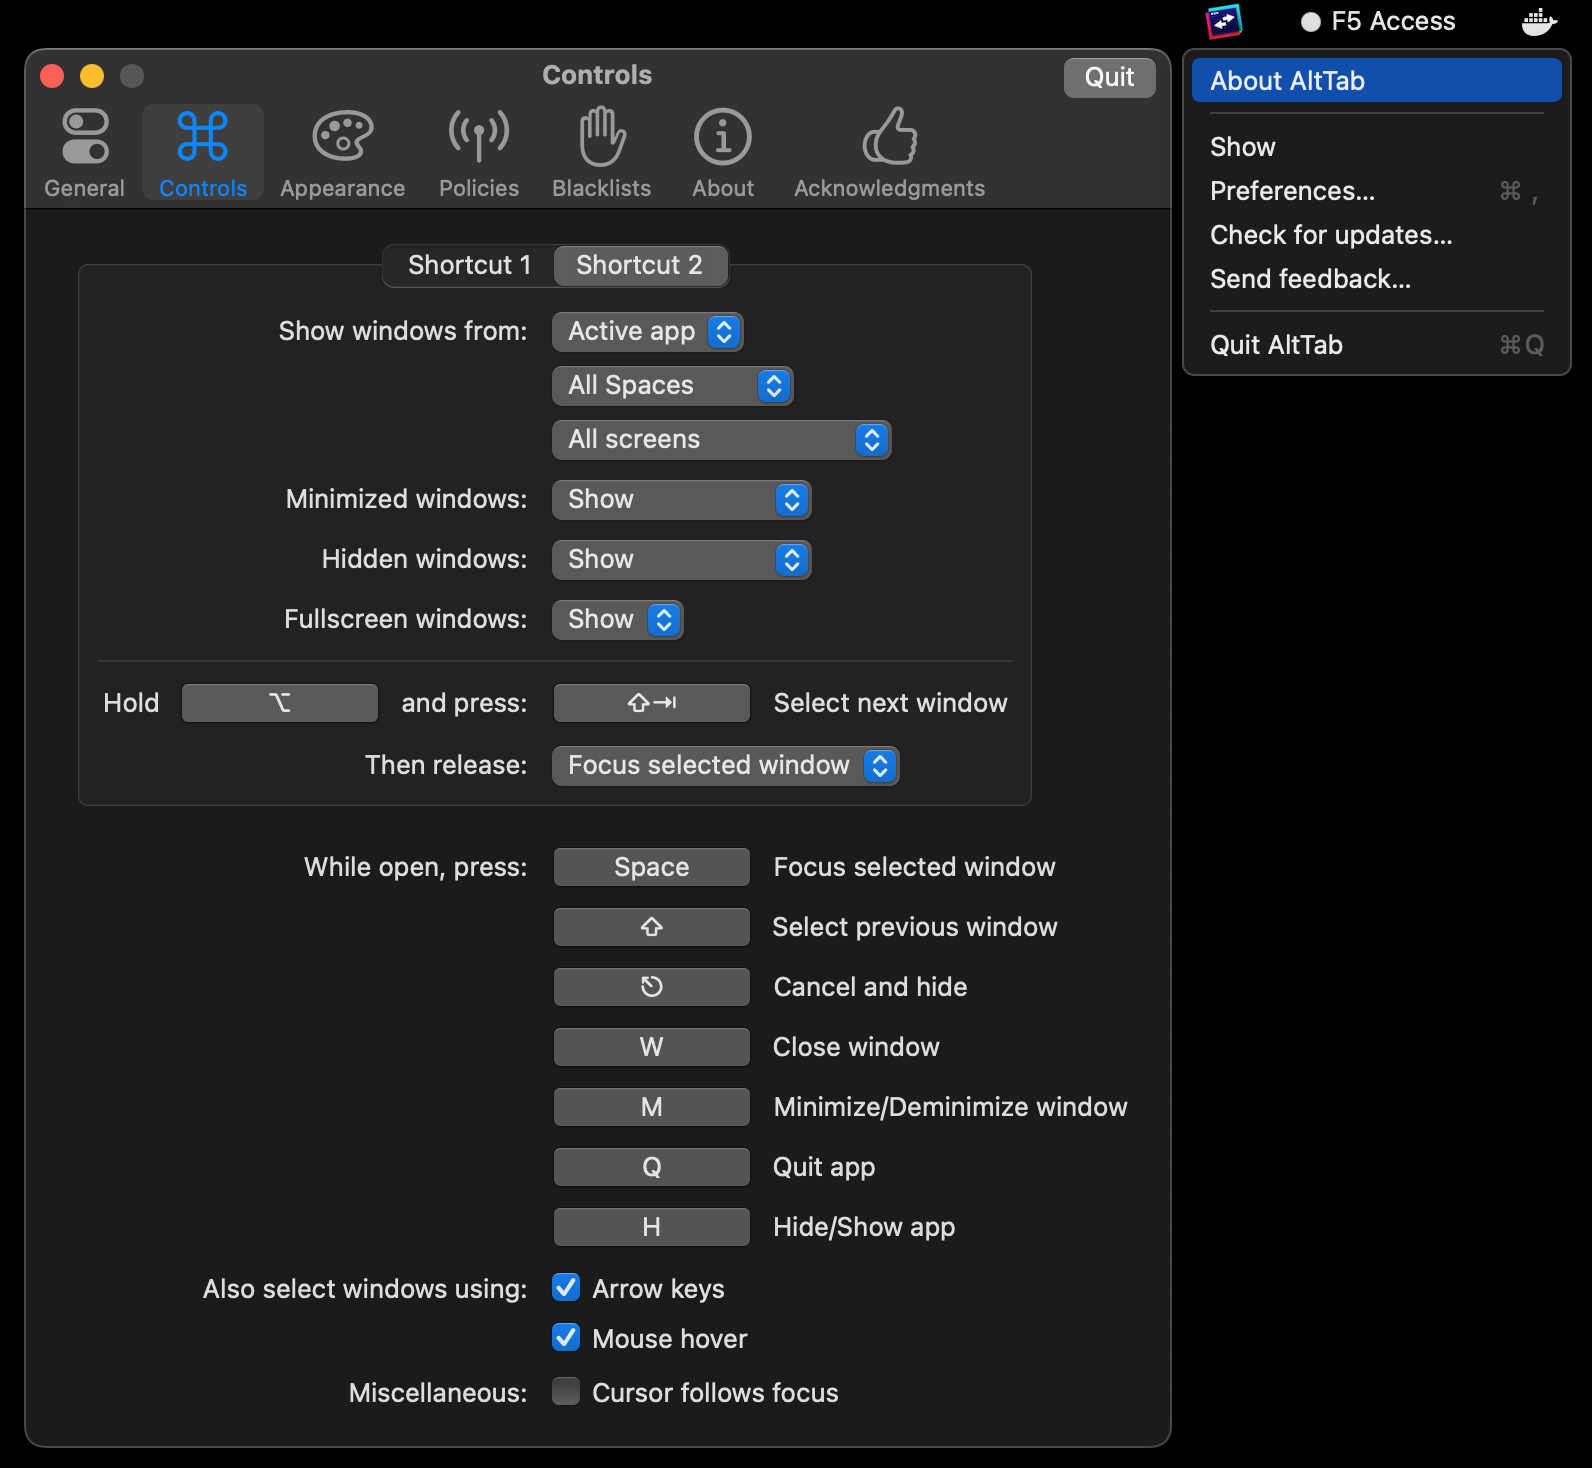 F5 Access
Controls
Quit
General
Controls
Appearance
Policies
Blacklists
About
Acknowledgments
About AltTab
Show
Preferences... ⌘ ,
Check for updates...
Send feedback...
Quit AltTab ⌘Q
Shortcut 1 Shortcut 2
Show windows from: Active app
All Spaces
All screens
Minimized windows: Show
Hidden windows: Show
Fullscreen windows: Show
Hold ⌥ and press: ⇧⇥ Select next window
Then release: Focus selected window
While open, press: Space Focus selected window
⇧ Select previous window
⎋ Cancel and hide
W Close window
M Minimize/Deminimize window
Q Quit app
H Hide/Show app
Also select windows using: Arrow keys
Mouse hover
Miscellaneous: Cursor follows focus